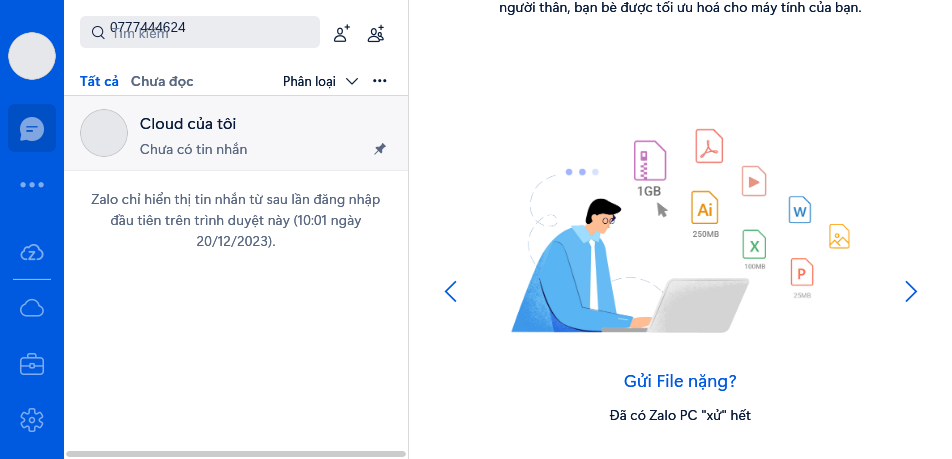 người thân, bạn bè được tối ưu hoá cho máy tính của bạn.
0777444624
Tìm kiếm
Tất cả Chưa đọc Phân loại
Cloud của tôi
Chưa có tin nhắn
Zalo chỉ hiển thị tin nhắn từ sau lần đăng nhập
đầu tiên trên trình duyệt này (10:01 ngày
20/12/2023).
Z
1GB
Ai
250MB
W
X
100MB
P
25MB
Gửi File nặng?
Đã có Zalo PC "xử" hết